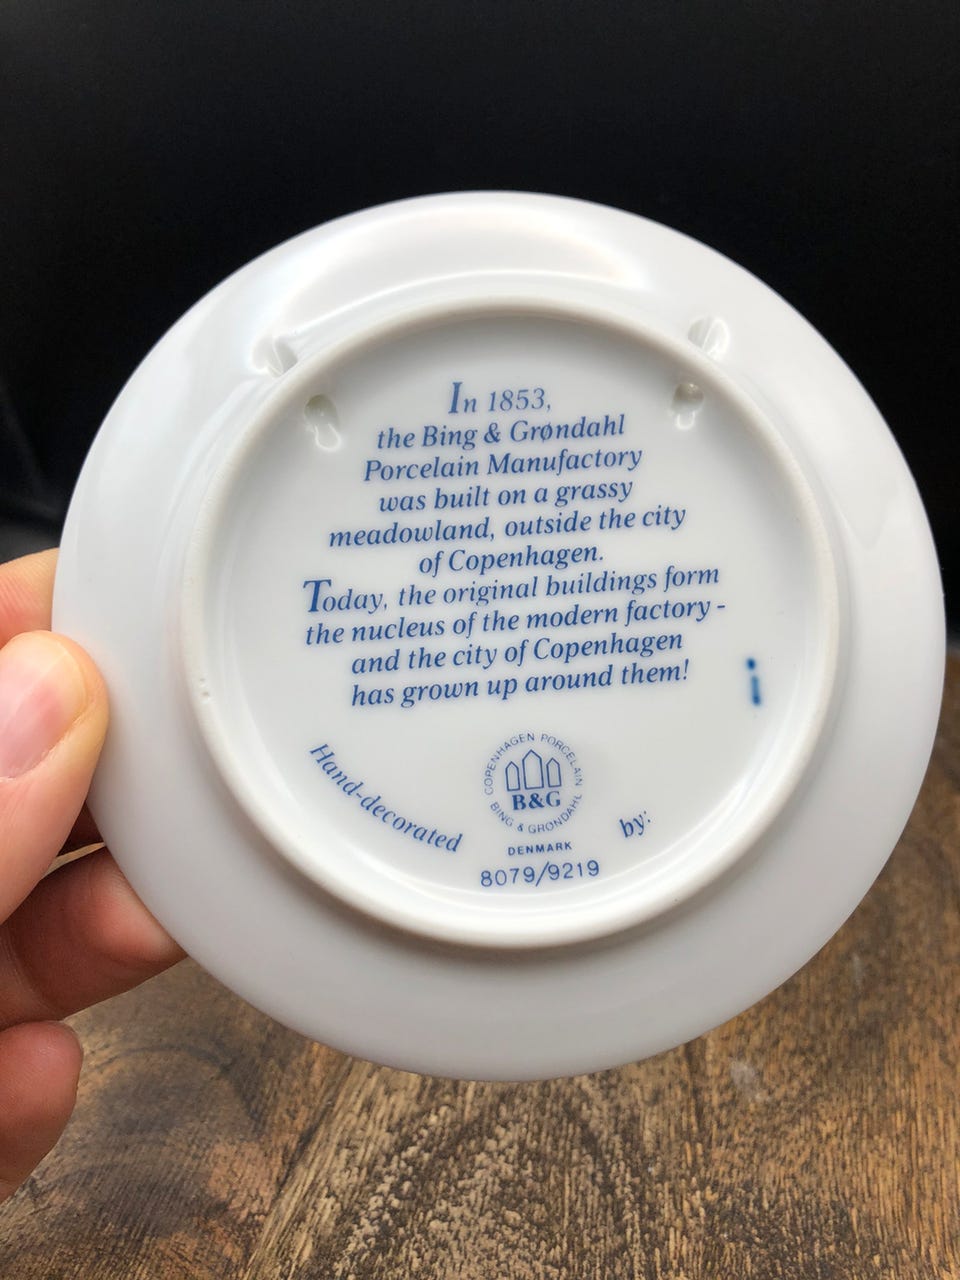 In 1853,
the Bing & Grøndahl
Porcelain Manufactory
was built on a grassy
meadowland, outside the city
of Copenhagen.
Today, the original buildings form
the nucleus of the modern factory -
and the city of Copenhagen
has grown up around them!
i
Hand-decorated
COPENHAGEN PORCELAIN
B&G
BING & GRØNDAHL
by:
DENMARK
8079/9219